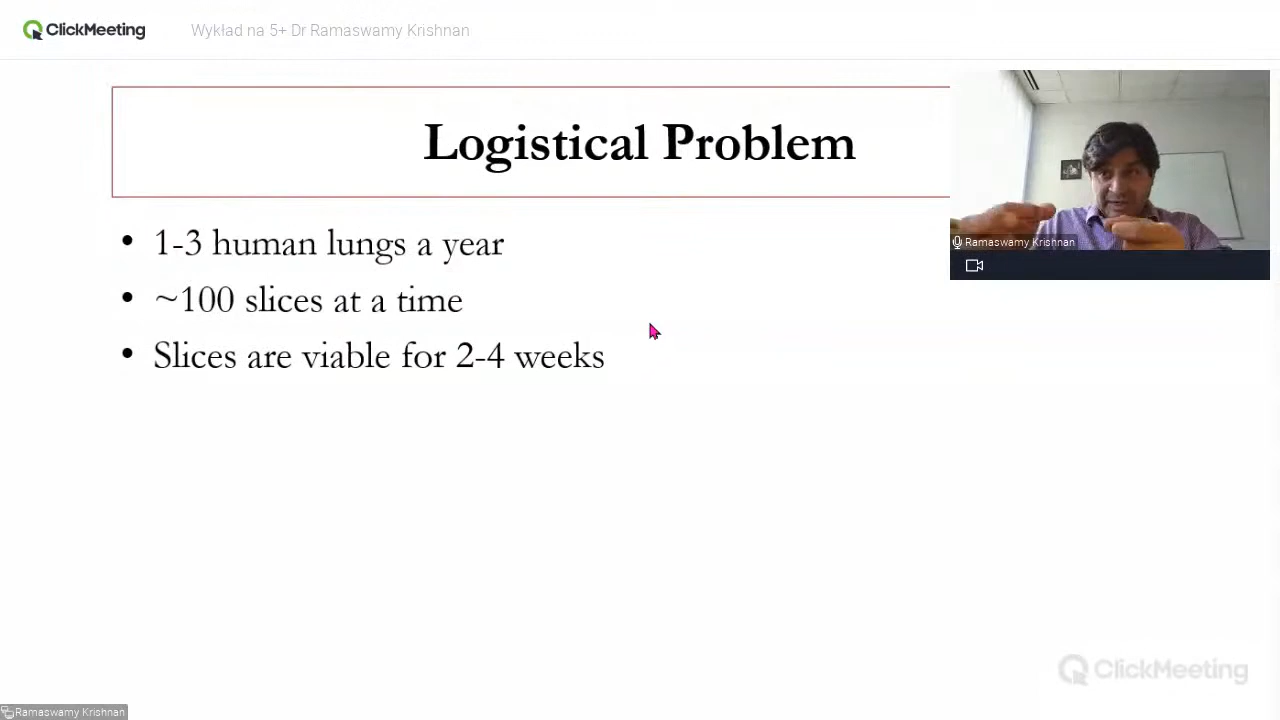 ClickMeeting
Wykład na 5+ Dr Ramaswamy Krishnan
Logistical Problem
• 1-3 human lungs a year
• ~100 slices at a time
• Slices are viable for 2-4 weeks
Ramaswamy Krishnan
ClickMeeting
Ramaswamy Krishnan